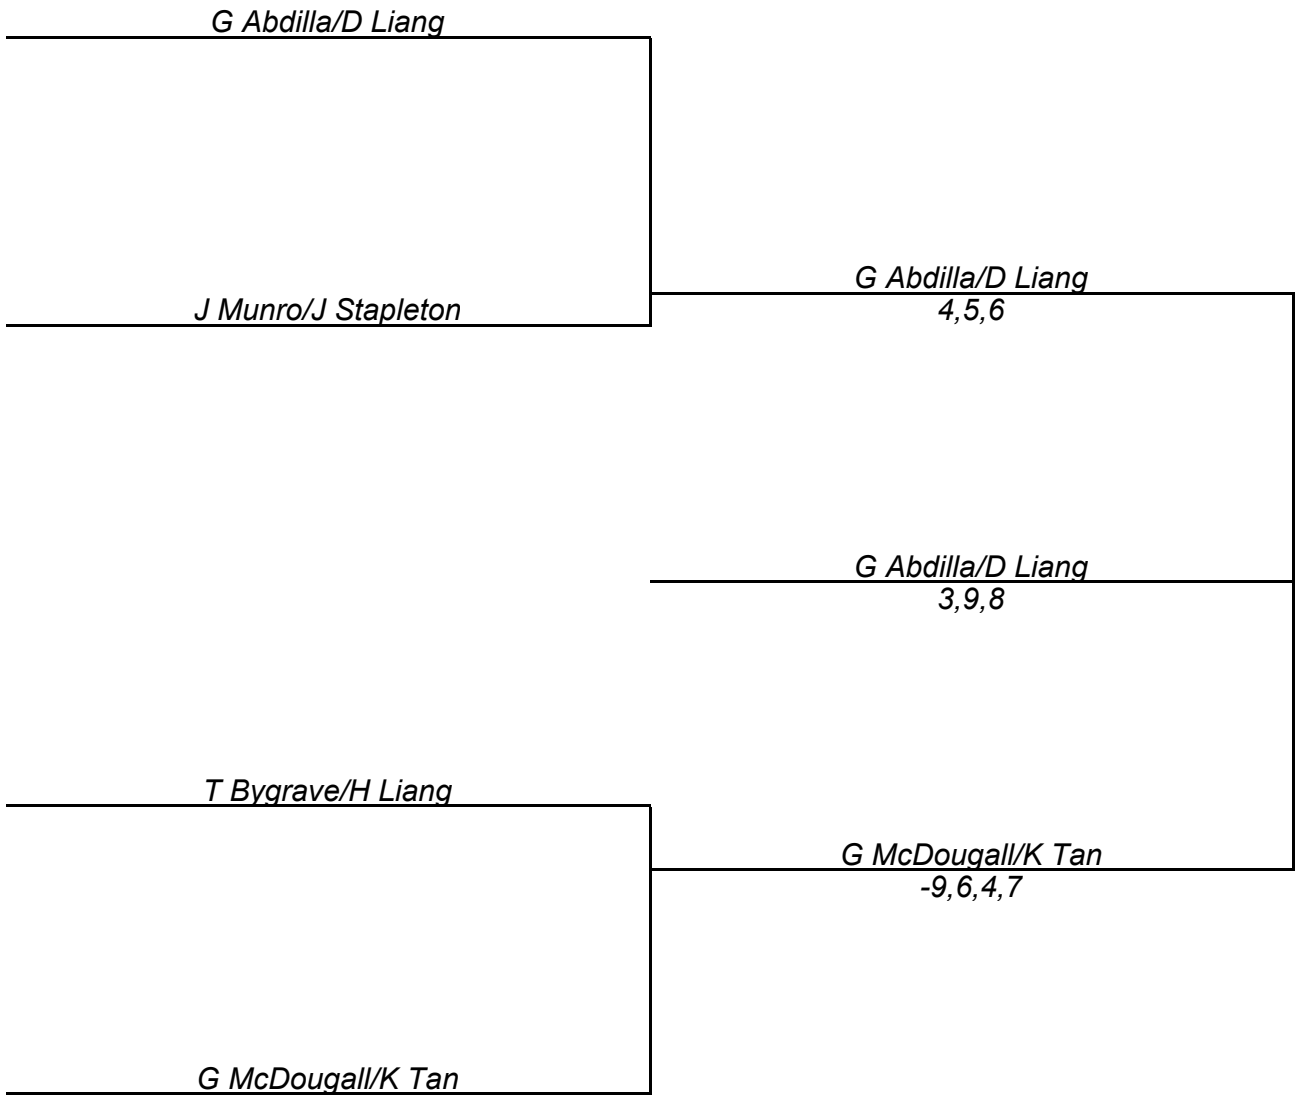 G Abdilla/D Liang
G Abdilla/D Liang
J Munro/J Stapleton
4,5,6
G Abdilla/D Liang
3,9,8
T Bygrave/H Liang
G McDougall/K Tan
-9,6,4,7
G McDougall/K Tan